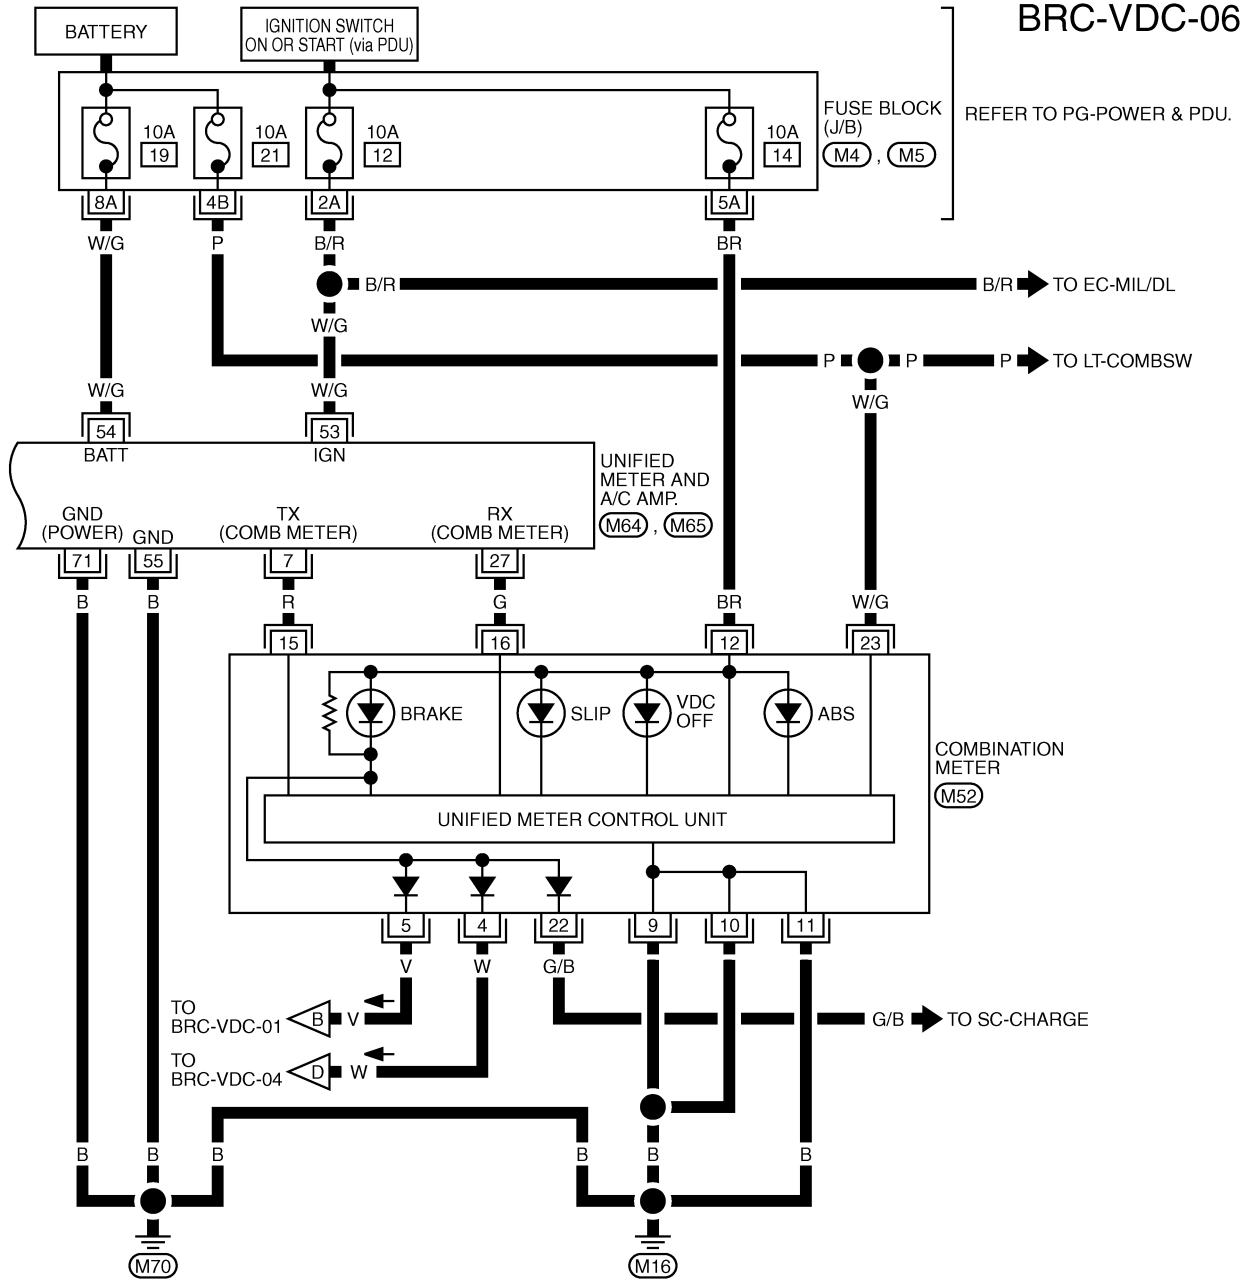 BRC-VDC-06
BATTERY
IGNITION SWITCH
ON OR START (via PDU)
10A
19
10A
21
10A
12
10A
14
FUSE BLOCK
(J/B)
M4 , M5
REFER TO PG-POWER & PDU.
8A
4B
2A
5A
W/G
P
B/R
BR
B/R
B/R
TO EC-MIL/DL
W/G
P
P
P
TO LT-COMBSW
W/G
W/G
W/G
54
53
BATT
IGN
UNIFIED
METER AND
A/C AMP.
M64 , M65
GND
(POWER)
GND
TX
(COMB METER)
RX
(COMB METER)
71
55
7
27
B
B
R
G
BR
W/G
15
16
12
23
BRAKE
SLIP
VDC
OFF
ABS
COMBINATION
METER
M52
UNIFIED METER CONTROL UNIT
5
4
22
9
10
11
V
W
G/B
TO
BRC-VDC-01
B
V
G/B
TO SC-CHARGE
TO
BRC-VDC-04
D
W
B
B
B
B
B
B
M70
M16